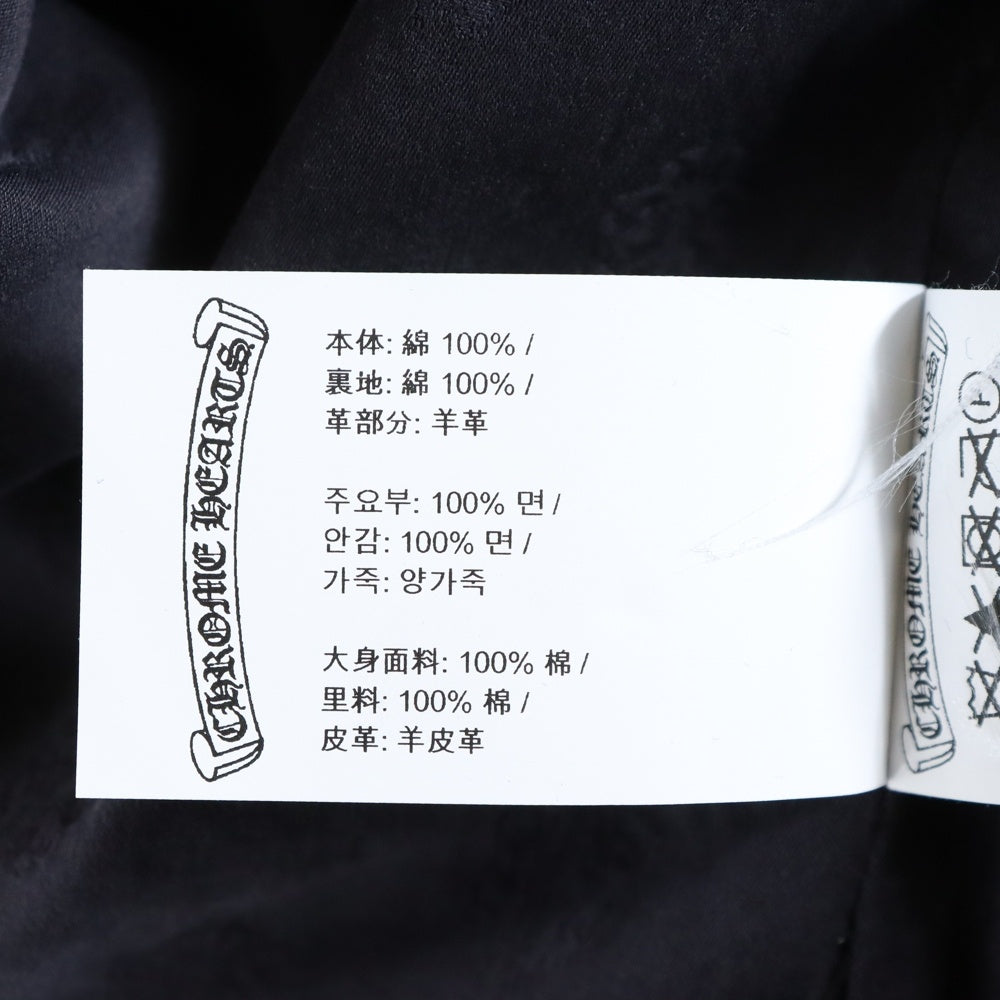 CHROME HEARTS
本体: 綿 100% /
裏地: 綿 100% /
革部分: 羊革
주요부: 100% 면 /
안감: 100% 면 /
가죽: 양가죽
大身面料: 100% 棉 /
里料: 100% 棉 /
皮革: 羊皮革
CHROME HEARTS